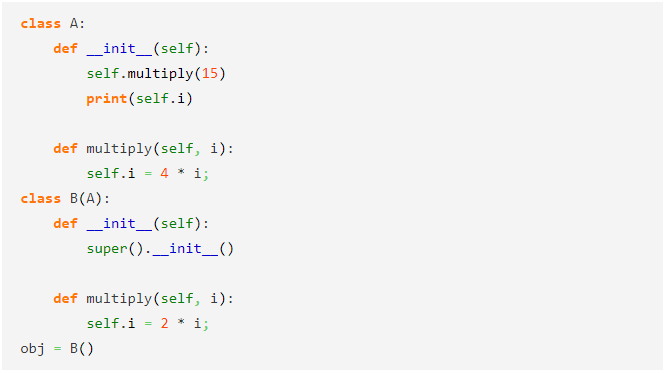 class A:
    def __init__(self):
        self.multiply(15)
        print(self.i)

    def multiply(self, i):
        self.i = 4 * i;
class B(A):
    def __init__(self):
        super().__init__()

    def multiply(self, i):
        self.i = 2 * i;
obj = B()